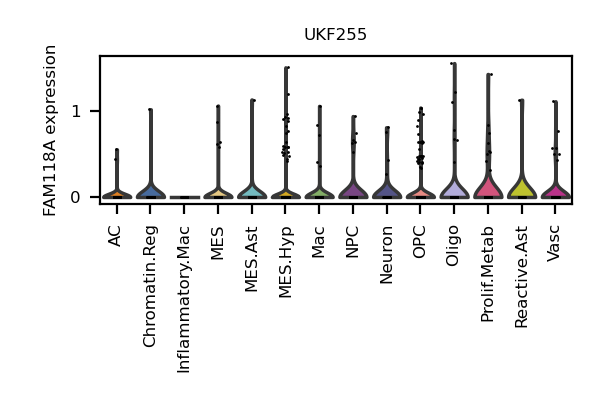 UKF255
FAM118A expression
1
0
AC
Chromatin.Reg
Inflammatory.Mac
MES
MES.Ast
MES.Hyp
Mac
NPC
Neuron
OPC
Oligo
Prolif.Metab
Reactive.Ast
Vasc